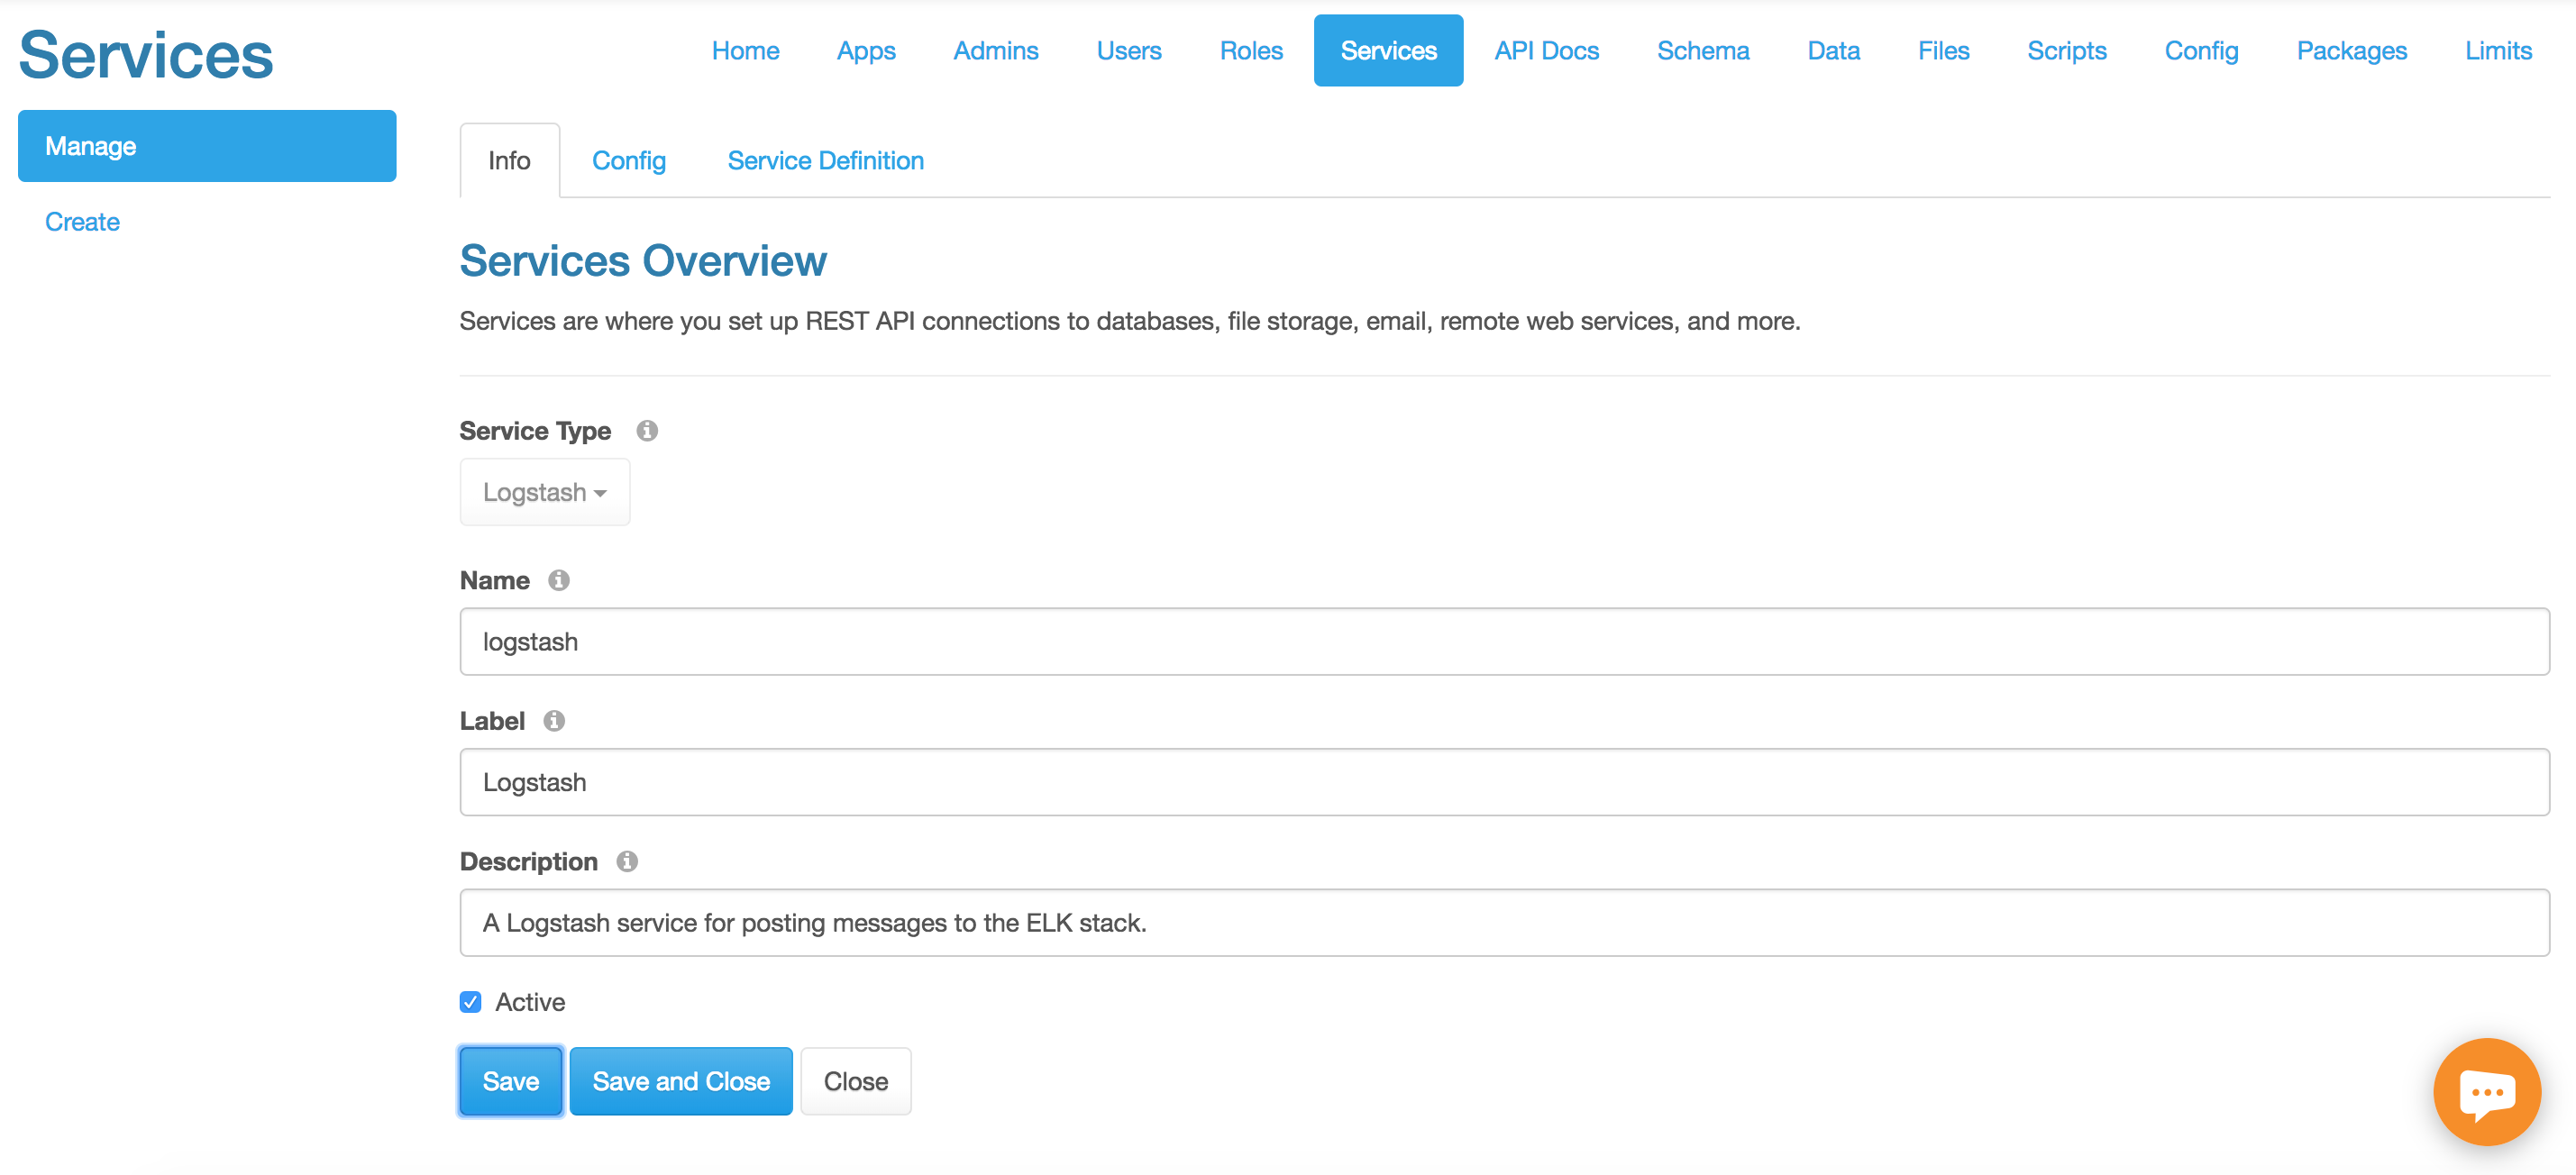 Services
Home Apps Admins Users Roles Services API Docs Schema Data Files Scripts Config Packages Limits
Manage
Create
Info Config Service Definition
Services Overview
Services are where you set up REST API connections to databases, file storage, email, remote web services, and more.
Service Type
Logstash
Name
logstash
Label
Logstash
Description
A Logstash service for posting messages to the ELK stack.
Active
Save Save and Close Close